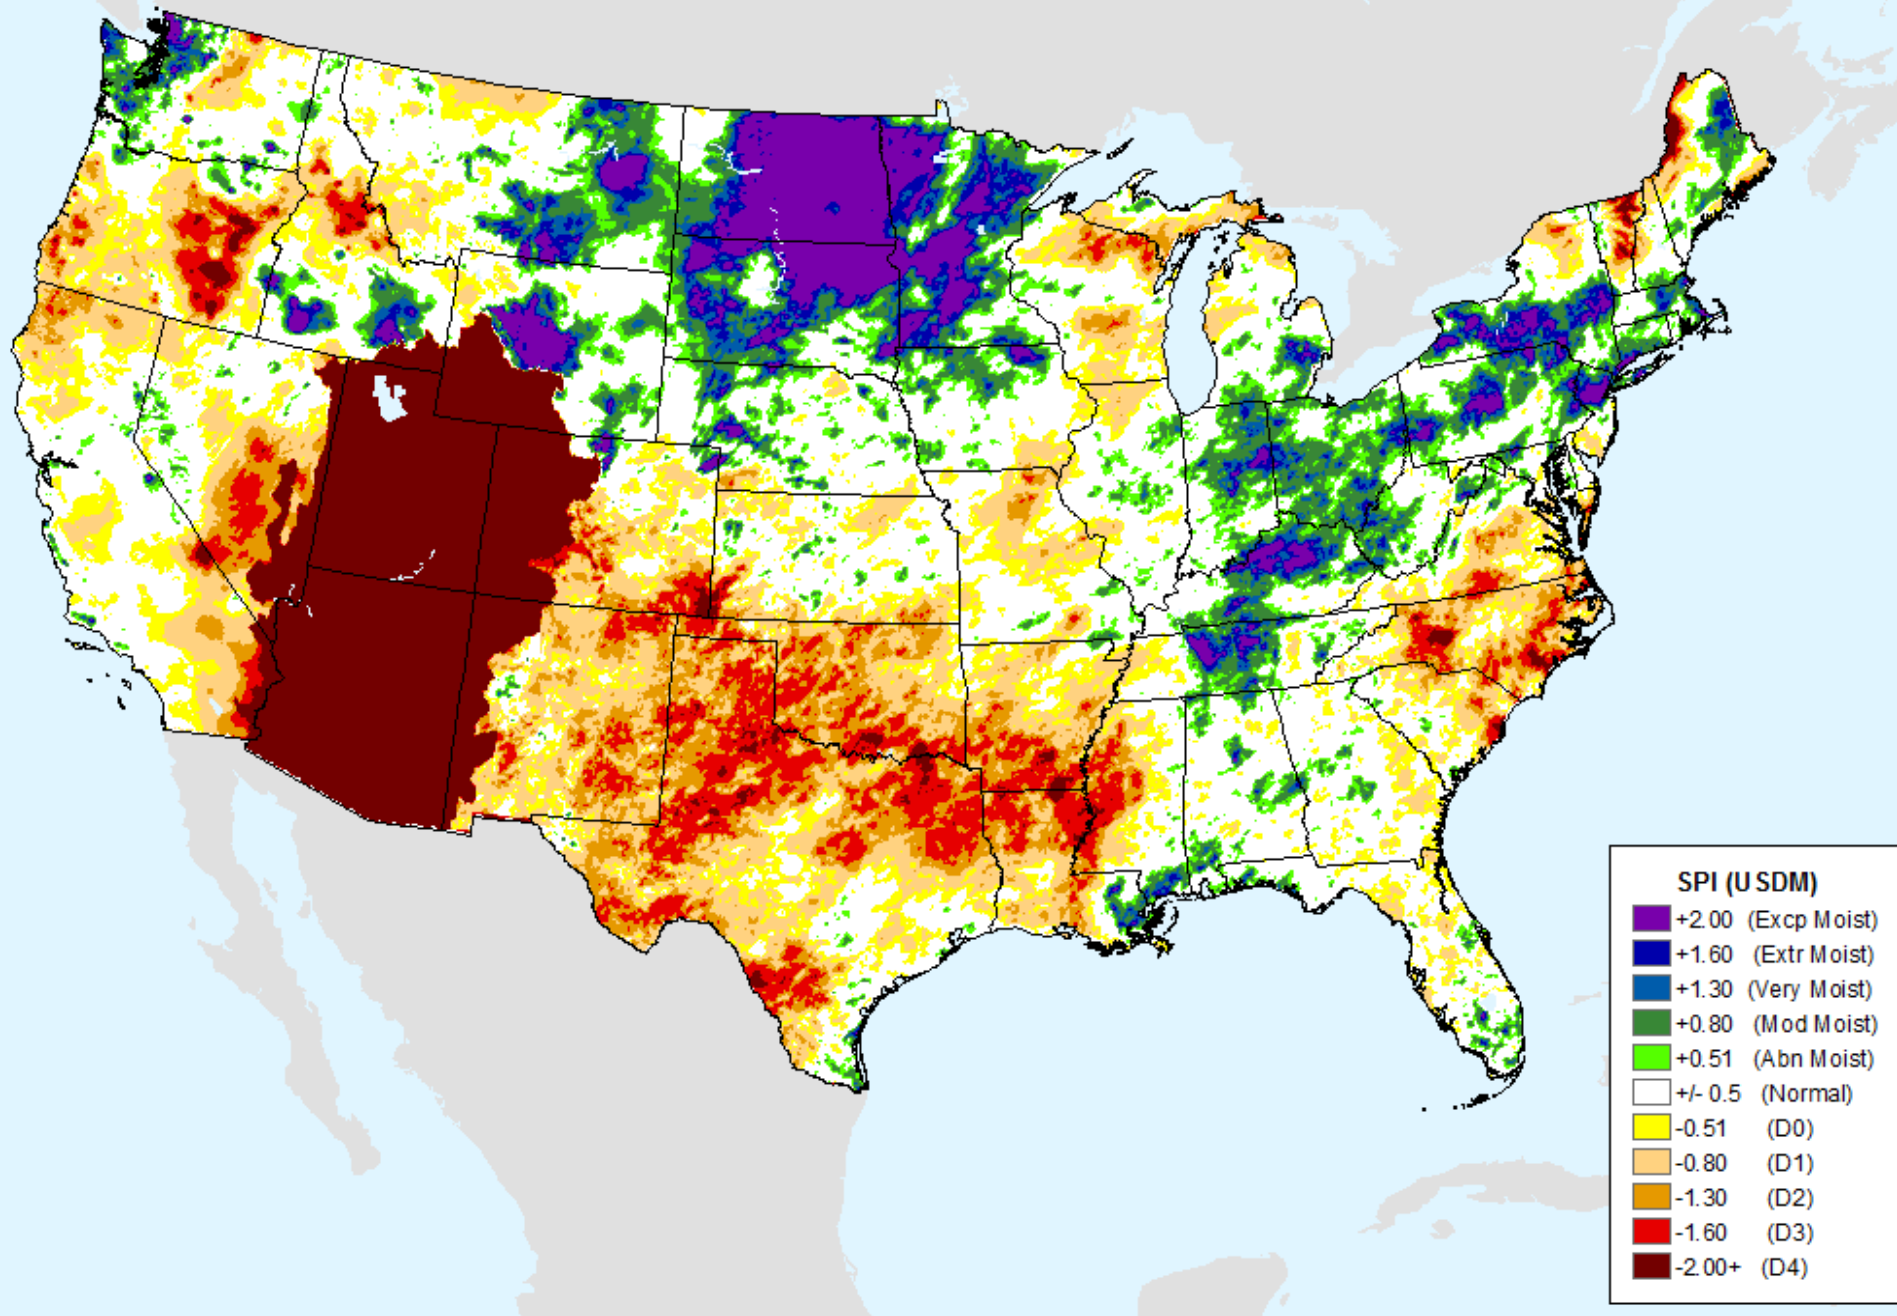 SPI (USDM)
+2.00 (Excp Moist)
+1.60 (Extr Moist)
+1.30 (Very Moist)
+0.80 (Mod Moist)
+0.51 (Abn Moist)
+/- 0.5 (Normal)
-0.51 (D0)
-0.80 (D1)
-1.30 (D2)
-1.60 (D3)
-2.00+ (D4)